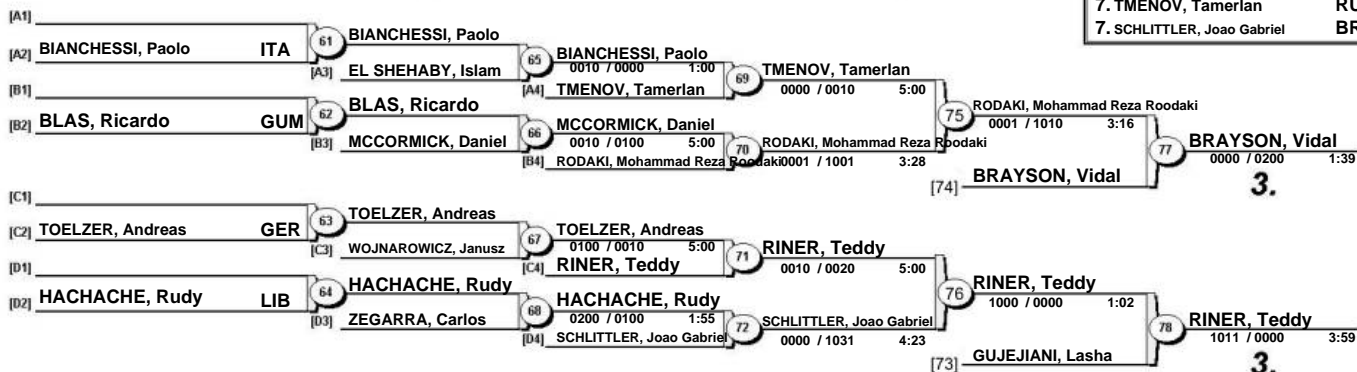 7. TMENOV, Tamerlan RU
7. SCHLITTLER, Joao Gabriel BR
[A1]
[A2] BIANCHESSI, Paolo ITA
61 BIANCHESSI, Paolo
[A3] EL SHEHABY, Islam
65 BIANCHESSI, Paolo
0010 / 0000 1:00
[A4] TMENOV, Tamerlan
69 TMENOV, Tamerlan
0000 / 0010 5:00
[B1]
[B2] BLAS, Ricardo GUM
62 BLAS, Ricardo
[B3] MCCORMICK, Daniel
66 MCCORMICK, Daniel
0010 / 0100 5:00
[B4] RODAKI, Mohammad Reza Roodaki
70 RODAKI, Mohammad Reza Roodaki
0001 / 1001 3:28
75 RODAKI, Mohammad Reza Roodaki
0001 / 1010 3:16
[74] BRAYSON, Vidal
77 BRAYSON, Vidal
0000 / 0200 1:39
3.
[C1]
[C2] TOELZER, Andreas GER
63 TOELZER, Andreas
[C3] WOJNAROWICZ, Janusz
67 TOELZER, Andreas
0100 / 0010 5:00
[C4] RINER, Teddy
71 RINER, Teddy
0010 / 0020 5:00
[D1]
[D2] HACHACHE, Rudy LIB
64 HACHACHE, Rudy
[D3] ZEGARRA, Carlos
68 HACHACHE, Rudy
0200 / 0100 1:55
[D4] SCHLITTLER, Joao Gabriel
72 SCHLITTLER, Joao Gabriel
0000 / 1031 4:23
76 RINER, Teddy
1000 / 0000 1:02
[73] GUJEJIANI, Lasha
78 RINER, Teddy
1011 / 0000 3:59
3.